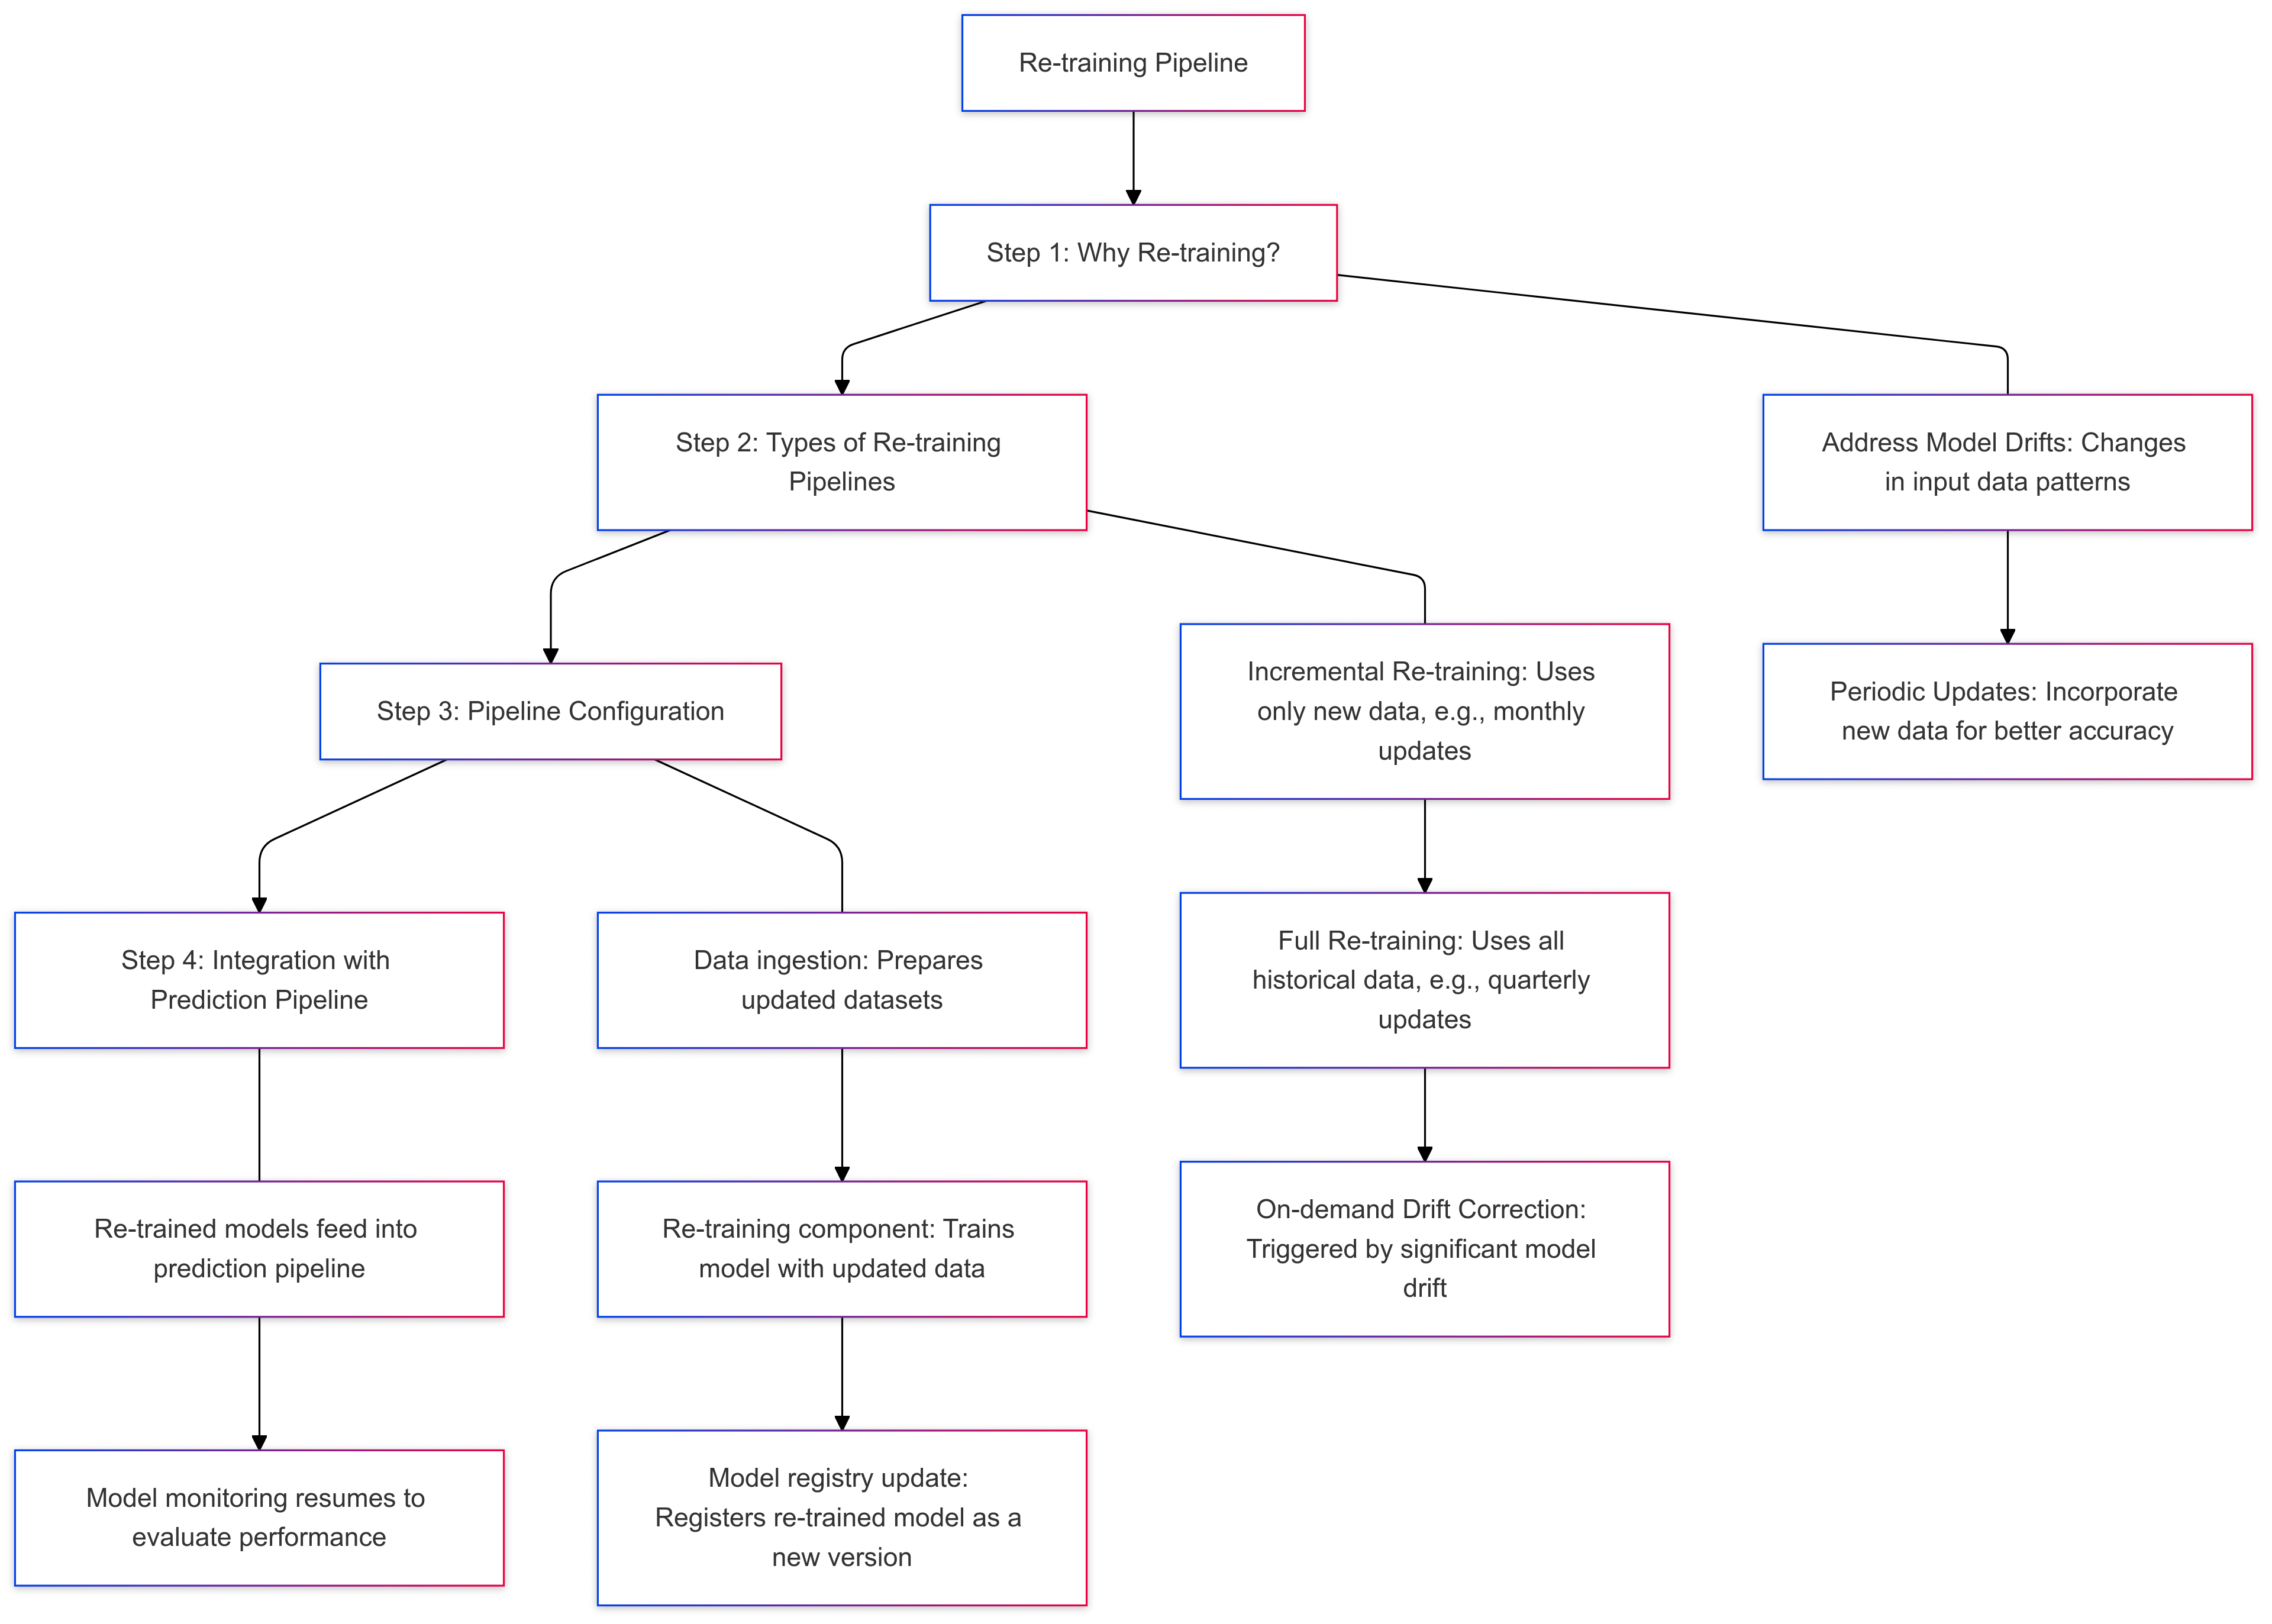 Re-training Pipeline
Step 1: Why Re-training?
Step 2: Types of Re-training
Pipelines
Address Model Drifts: Changes
in input data patterns
Step 3: Pipeline Configuration
Incremental Re-training: Uses
only new data, e.g., monthly
updates
Periodic Updates: Incorporate
new data for better accuracy
Step 4: Integration with
Prediction Pipeline
Data ingestion: Prepares
updated datasets
Full Re-training: Uses all
historical data, e.g., quarterly
updates
Re-trained models feed into
prediction pipeline
Re-training component: Trains
model with updated data
On-demand Drift Correction:
Triggered by significant model
drift
Model monitoring resumes to
evaluate performance
Model registry update:
Registers re-trained model as a
new version